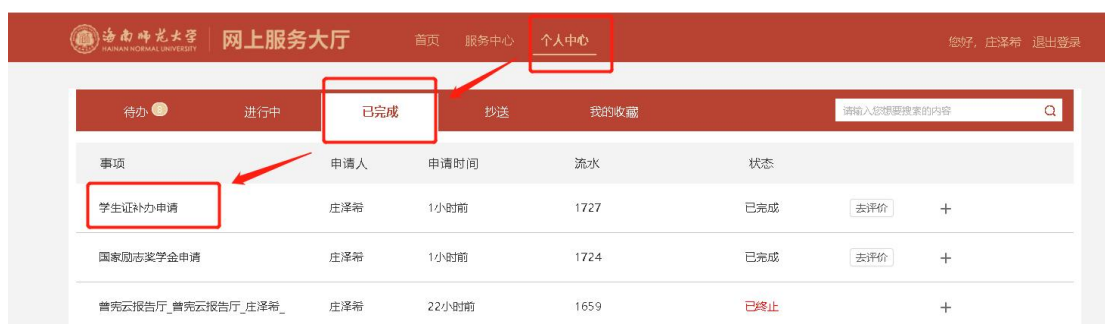 海南师范大学 网上服务大厅 首页 服务中心 个人中心 您好，庄泽希 退出登录
HAINAN NORMAL UNIVERSITY
待办 8 进行中 已完成 抄送 我的收藏 请输入您想要搜索的内容
事项 申请人 申请时间 流水 状态
学生证补办申请 庄泽希 1小时前 1727 已完成 去评价 +
国家励志奖学金申请 庄泽希 1小时前 1724 已完成 去评价 +
曾宪云报告厅_曾宪云报告厅_庄泽希_ 庄泽希 22小时前 1659 已终止 +